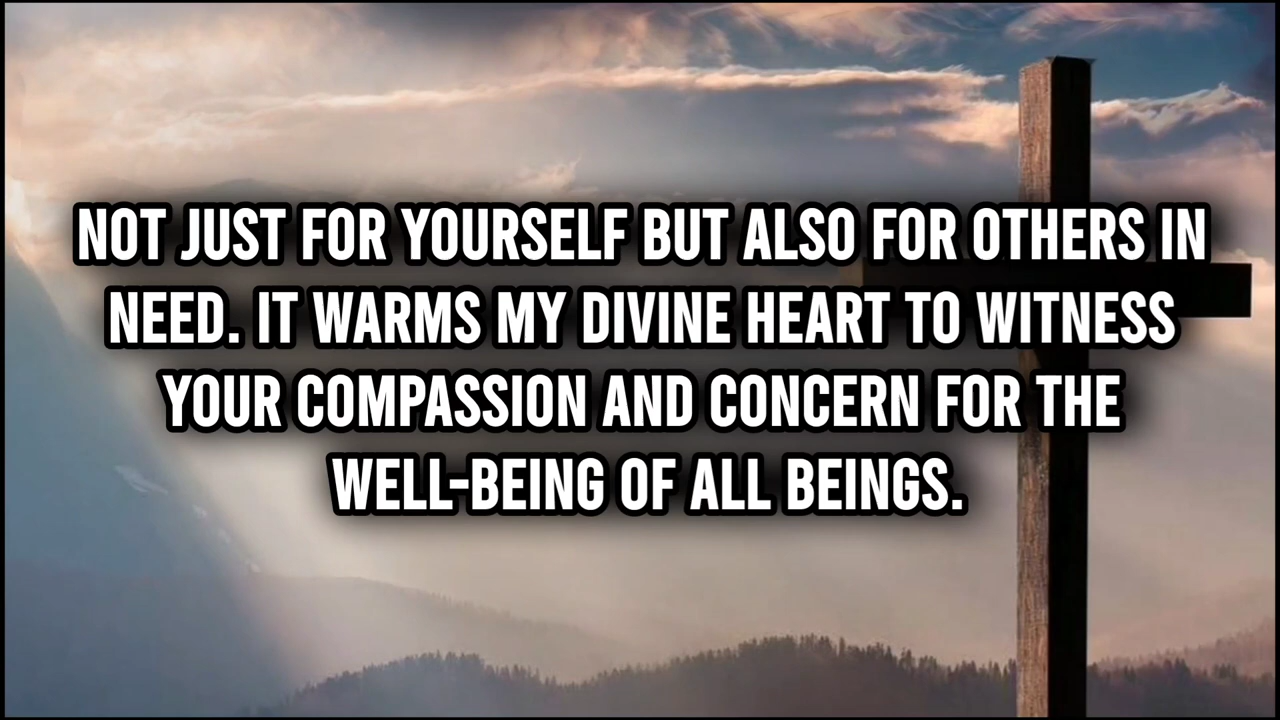 NOT JUST FOR YOURSELF BUT ALSO FOR OTHERS IN
NEED. IT WARMS MY DIVINE HEART TO WITNESS
YOUR COMPASSION AND CONCERN FOR THE
WELL-BEING OF ALL BEINGS.